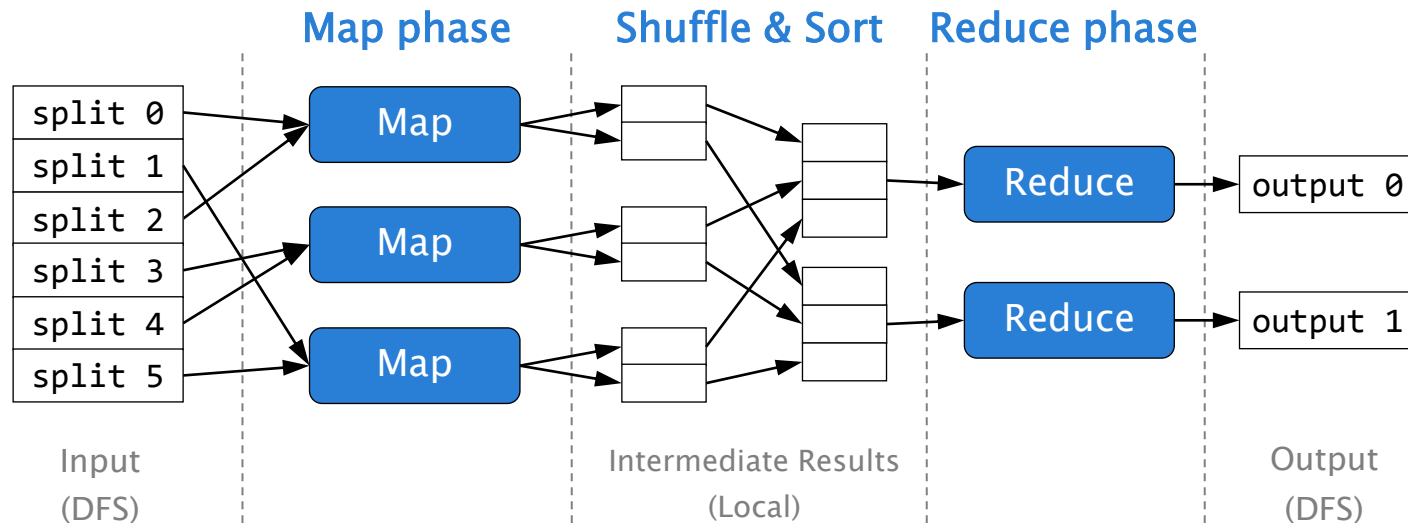 Map phase
Shuffle & Sort
Reduce phase
split 0
split 1
split 2
split 3
split 4
split 5
Map
Map
Map
Reduce
Reduce
output 0
output 1
Input
(DFS)
Intermediate Results
(Local)
Output
(DFS)